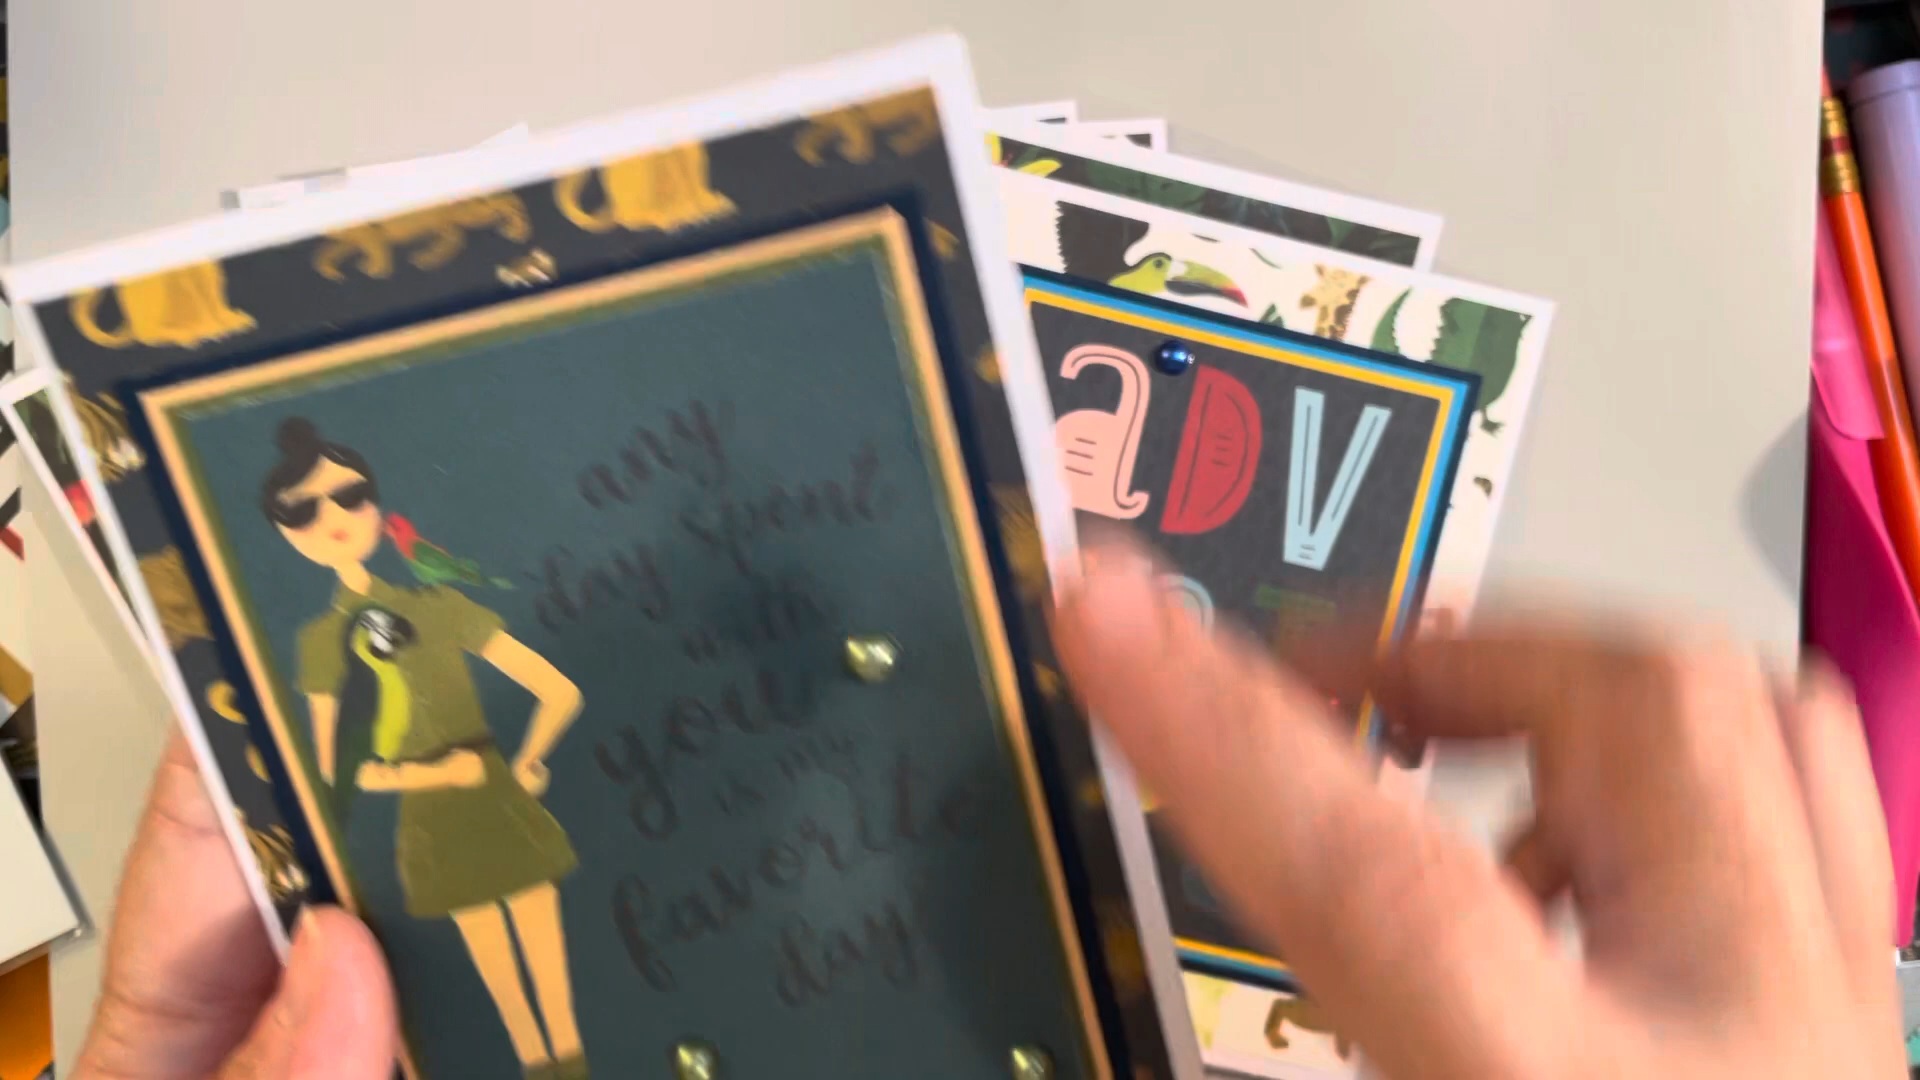 any
day spent
with
you
is my
favorite
day
aDV